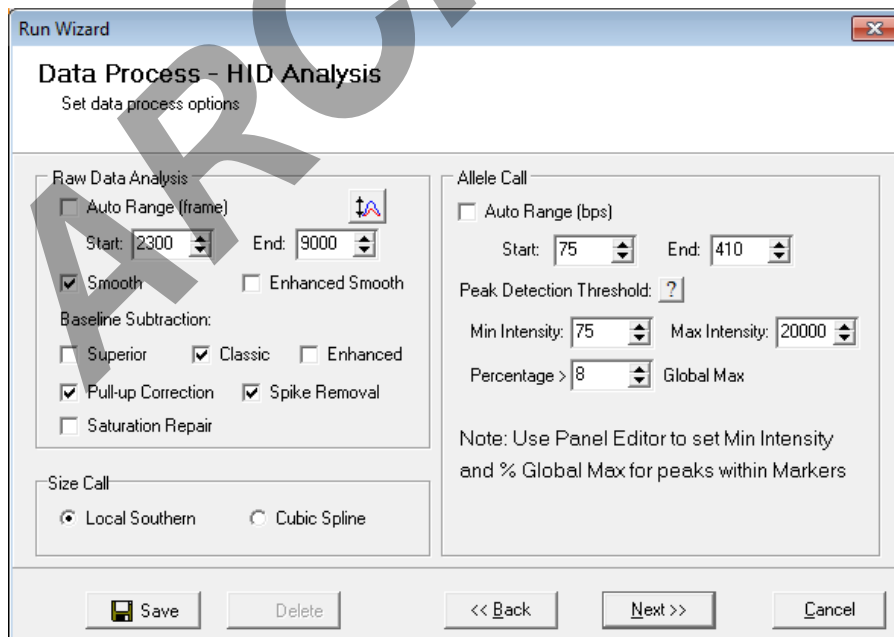 Run Wizard
Data Process - HID Analysis
Set data process options
Raw Data Analysis
Auto Range (frame)
Start: 2300 End: 9000
Smooth Enhanced Smooth
Baseline Subtraction:
Superior Classic Enhanced
Pull-up Correction Spike Removal
Saturation Repair
Size Call
Local Southern Cubic Spline
Allele Call
Auto Range (bps)
Start: 75 End: 410
Peak Detection Threshold: ?
Min Intensity: 75 Max Intensity: 20000
Percentage > 8 Global Max
Note: Use Panel Editor to set Min Intensity
and % Global Max for peaks within Markers
Save Delete << Back Next >> Cancel
ARC